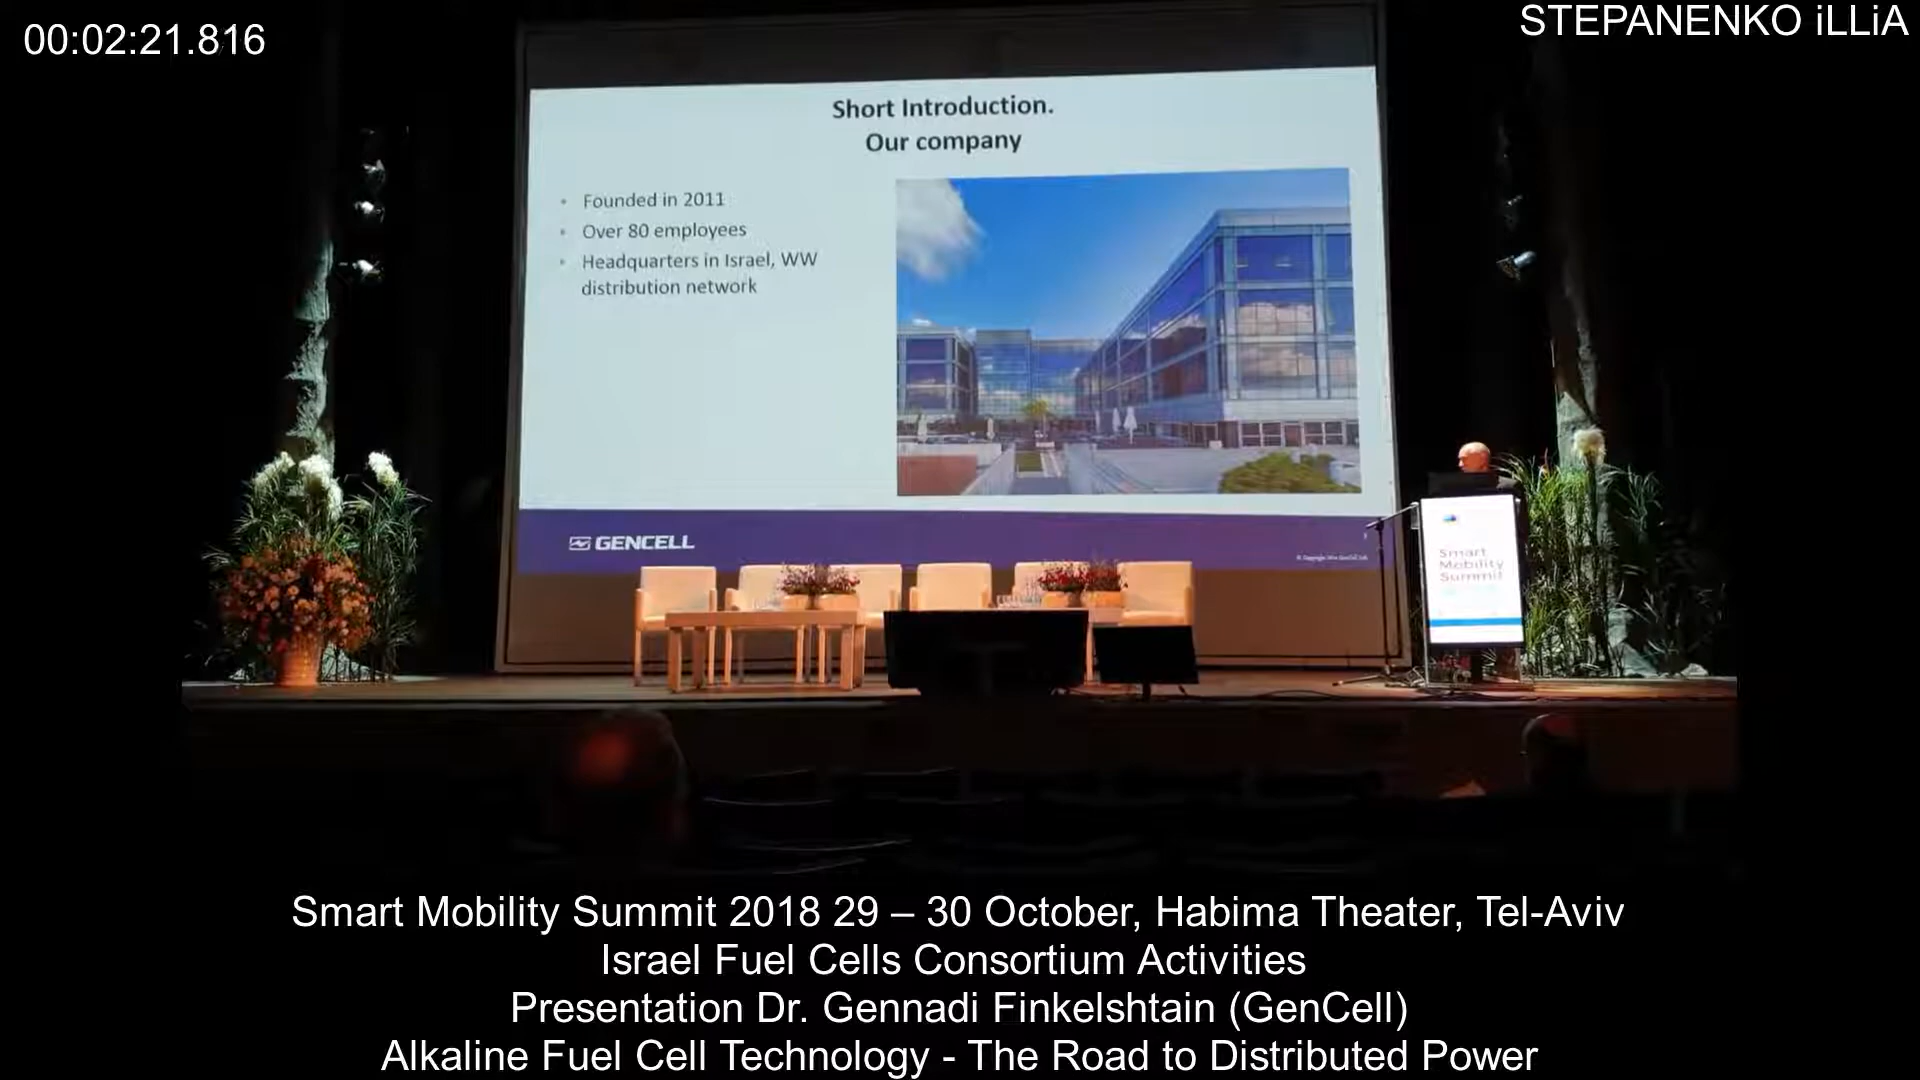 00:02:21.816
STEPANENKO iLLiA
Short Introduction.
Our company
• Founded in 2011
• Over 80 employees
• Headquarters in Israel, WW
distribution network
GENCELL
Smart
Mobility
Summit
Smart Mobility Summit 2018 29 – 30 October, Habima Theater, Tel-Aviv
Israel Fuel Cells Consortium Activities
Presentation Dr. Gennadi Finkelshtain (GenCell)
Alkaline Fuel Cell Technology - The Road to Distributed Power